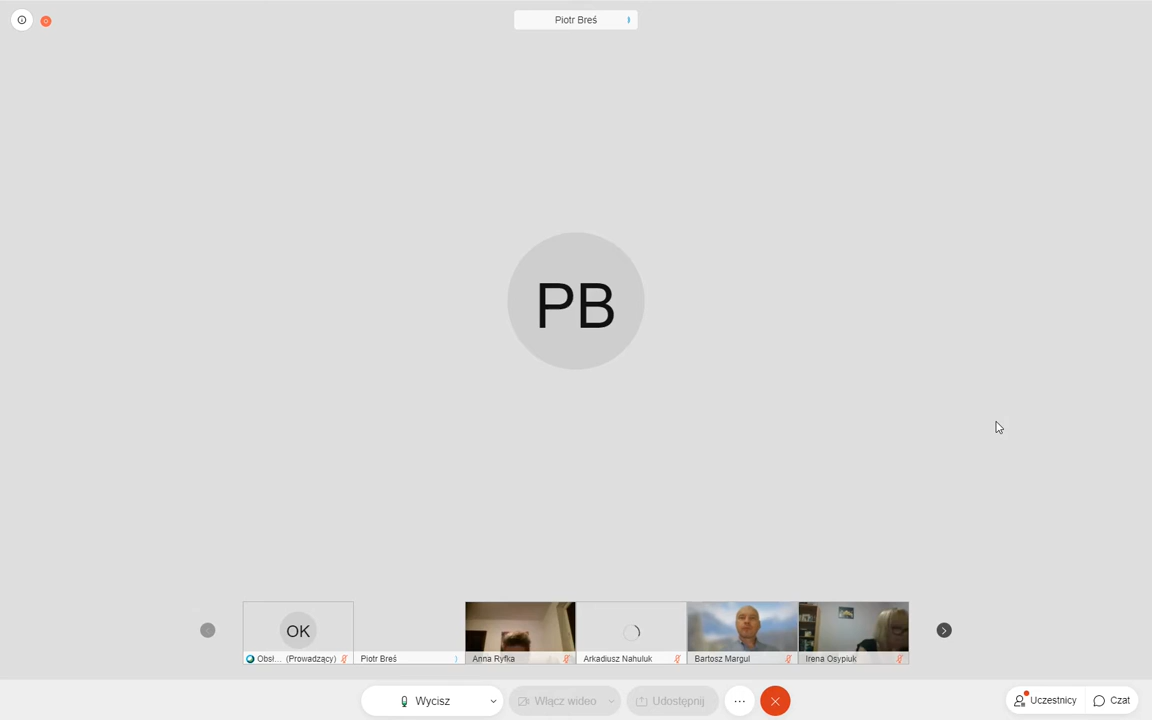 Piotr Breś
PB
OK
Obsł... (Prowadzący)
Piotr Breś
Anna Ryfka
Arkadiusz Nahuluk
Bartosz Margul
Irena Osypiuk
Wycisz
Włącz wideo
Udostępnij
Uczestnicy
Czat